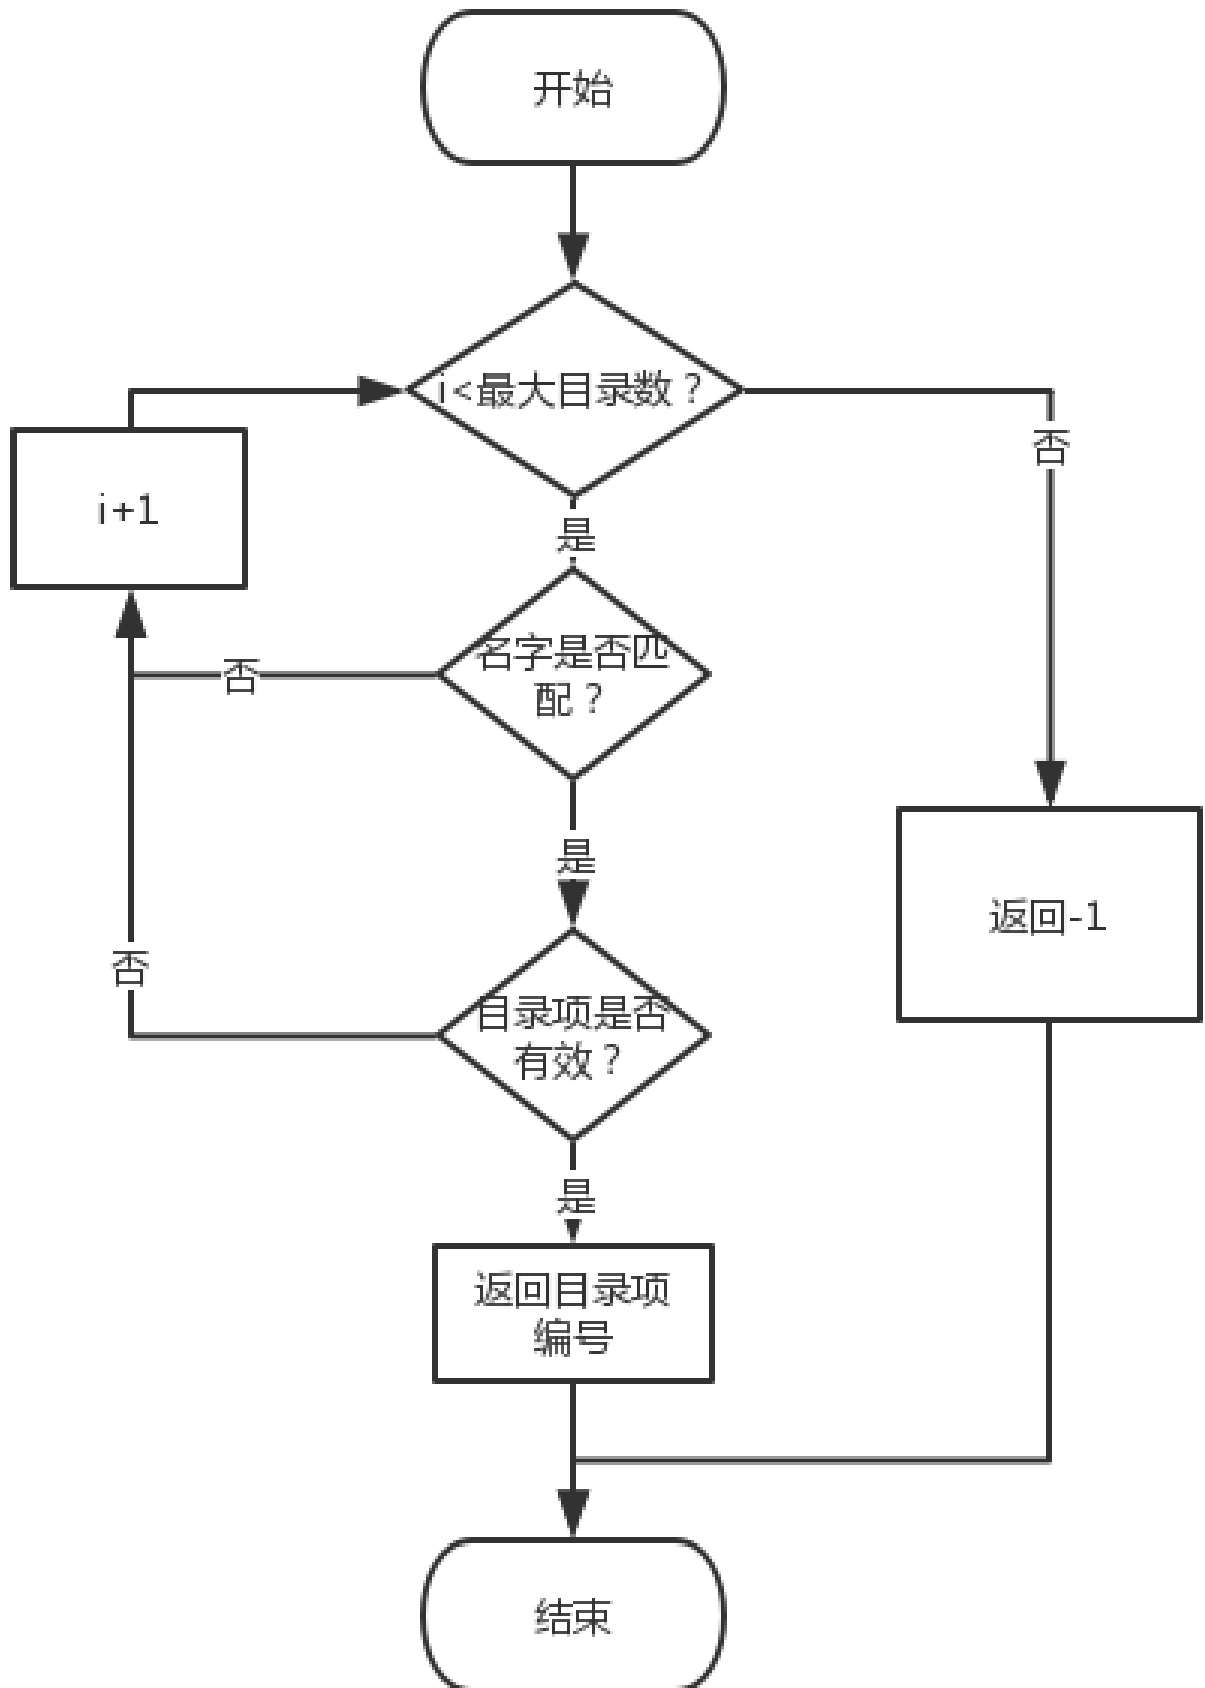 开始
i<最大目录数？
否
i+1
是
名字是否匹
配？
否
是
返回-1
否
目录项是否
有效？
是
返回目录项
编号
结束